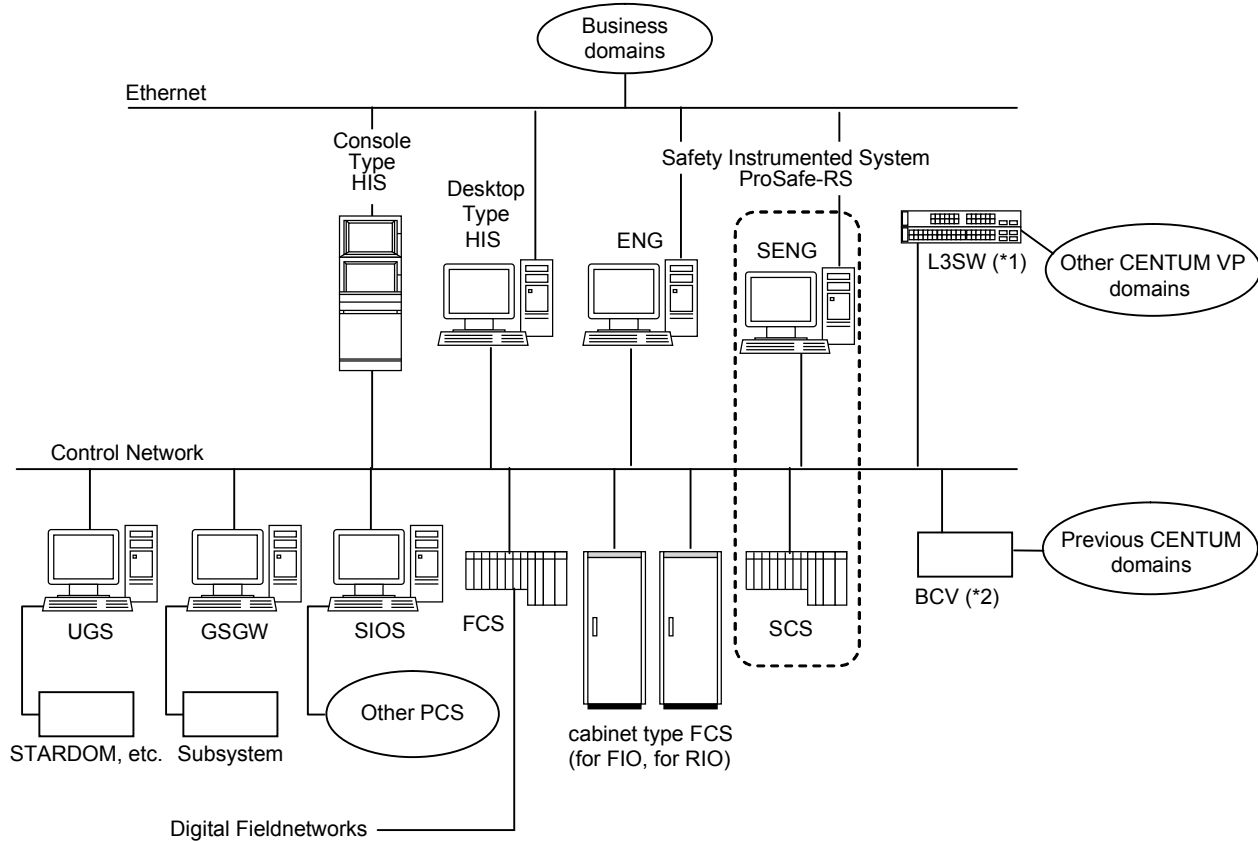 Business
domains
Ethernet
Console
Type
HIS
Desktop
Type
HIS
ENG
Safety Instrumented System
ProSafe-RS
SENG
L3SW (*1)
Other CENTUM VP
domains
Control Network
UGS
GSGW
SIOS
FCS
SCS
BCV (*2)
Previous CENTUM
domains
STARDOM, etc.
Subsystem
Other PCS
cabinet type FCS
(for FIO, for RIO)
Digital Fieldnetworks